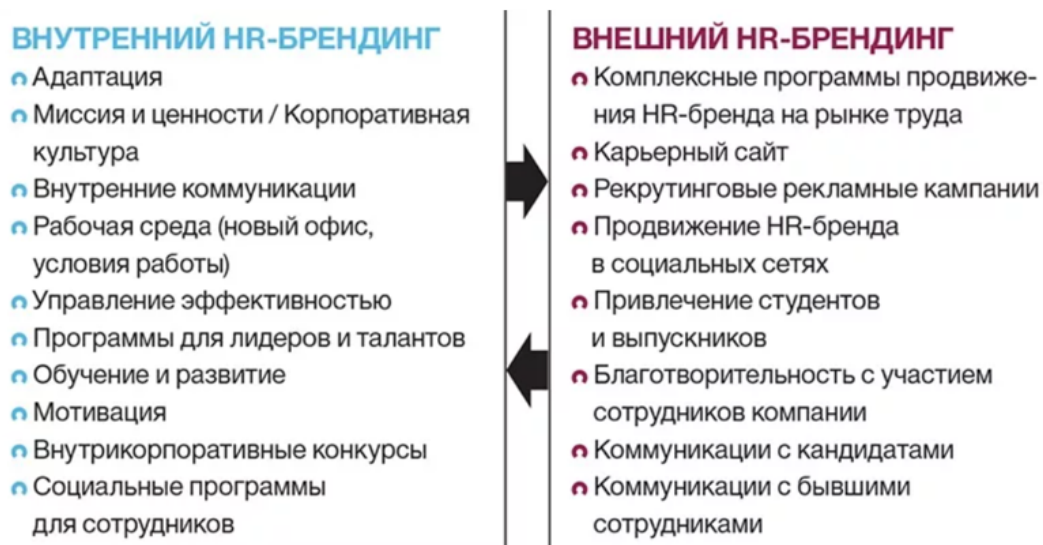 ВНУТРЕННИЙ HR-БРЕНДИНГ
Адаптация
Миссия и ценности / Корпоративная
культура
Внутренние коммуникации
Рабочая среда (новый офис,
условия работы)
Управление эффективностью
Программы для лидеров и талантов
Обучение и развитие
Мотивация
Внутрикорпоративные конкурсы
Социальные программы
для сотрудников
ВНЕШНИЙ HR-БРЕНДИНГ
Комплексные программы продвиже-
ния HR-бренда на рынке труда
Карьерный сайт
Рекрутинговые рекламные кампании
Продвижение HR-бренда
в социальных сетях
Привлечение студентов
и выпускников
Благотворительность с участием
сотрудников компании
Коммуникации с кандидатами
Коммуникации с бывшими
сотрудниками